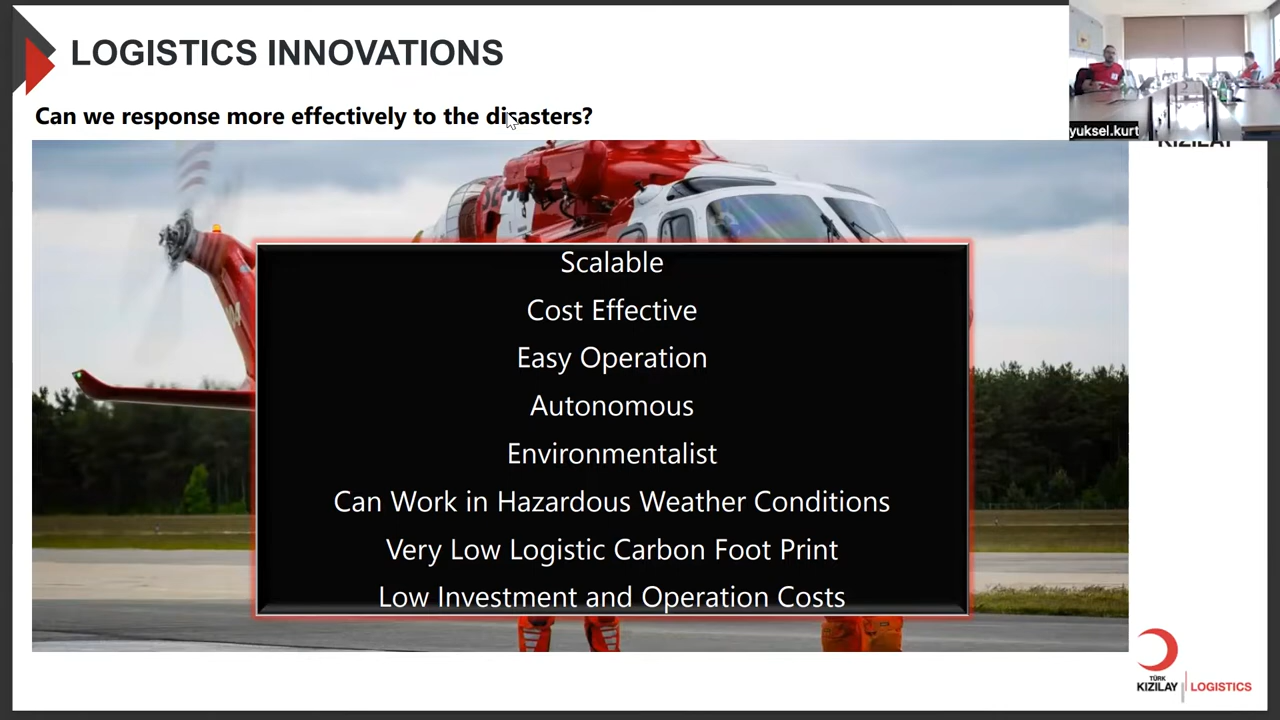 LOGISTICS INNOVATIONS
Can we response more effectively to the disasters?
yuksel.kurt
KIZILAY
Scalable
Cost Effective
Easy Operation
Autonomous
Environmentalist
Can Work in Hazardous Weather Conditions
Very Low Logistic Carbon Foot Print
Low Investment and Operation Costs
TÜRK
KIZILAY LOGISTICS